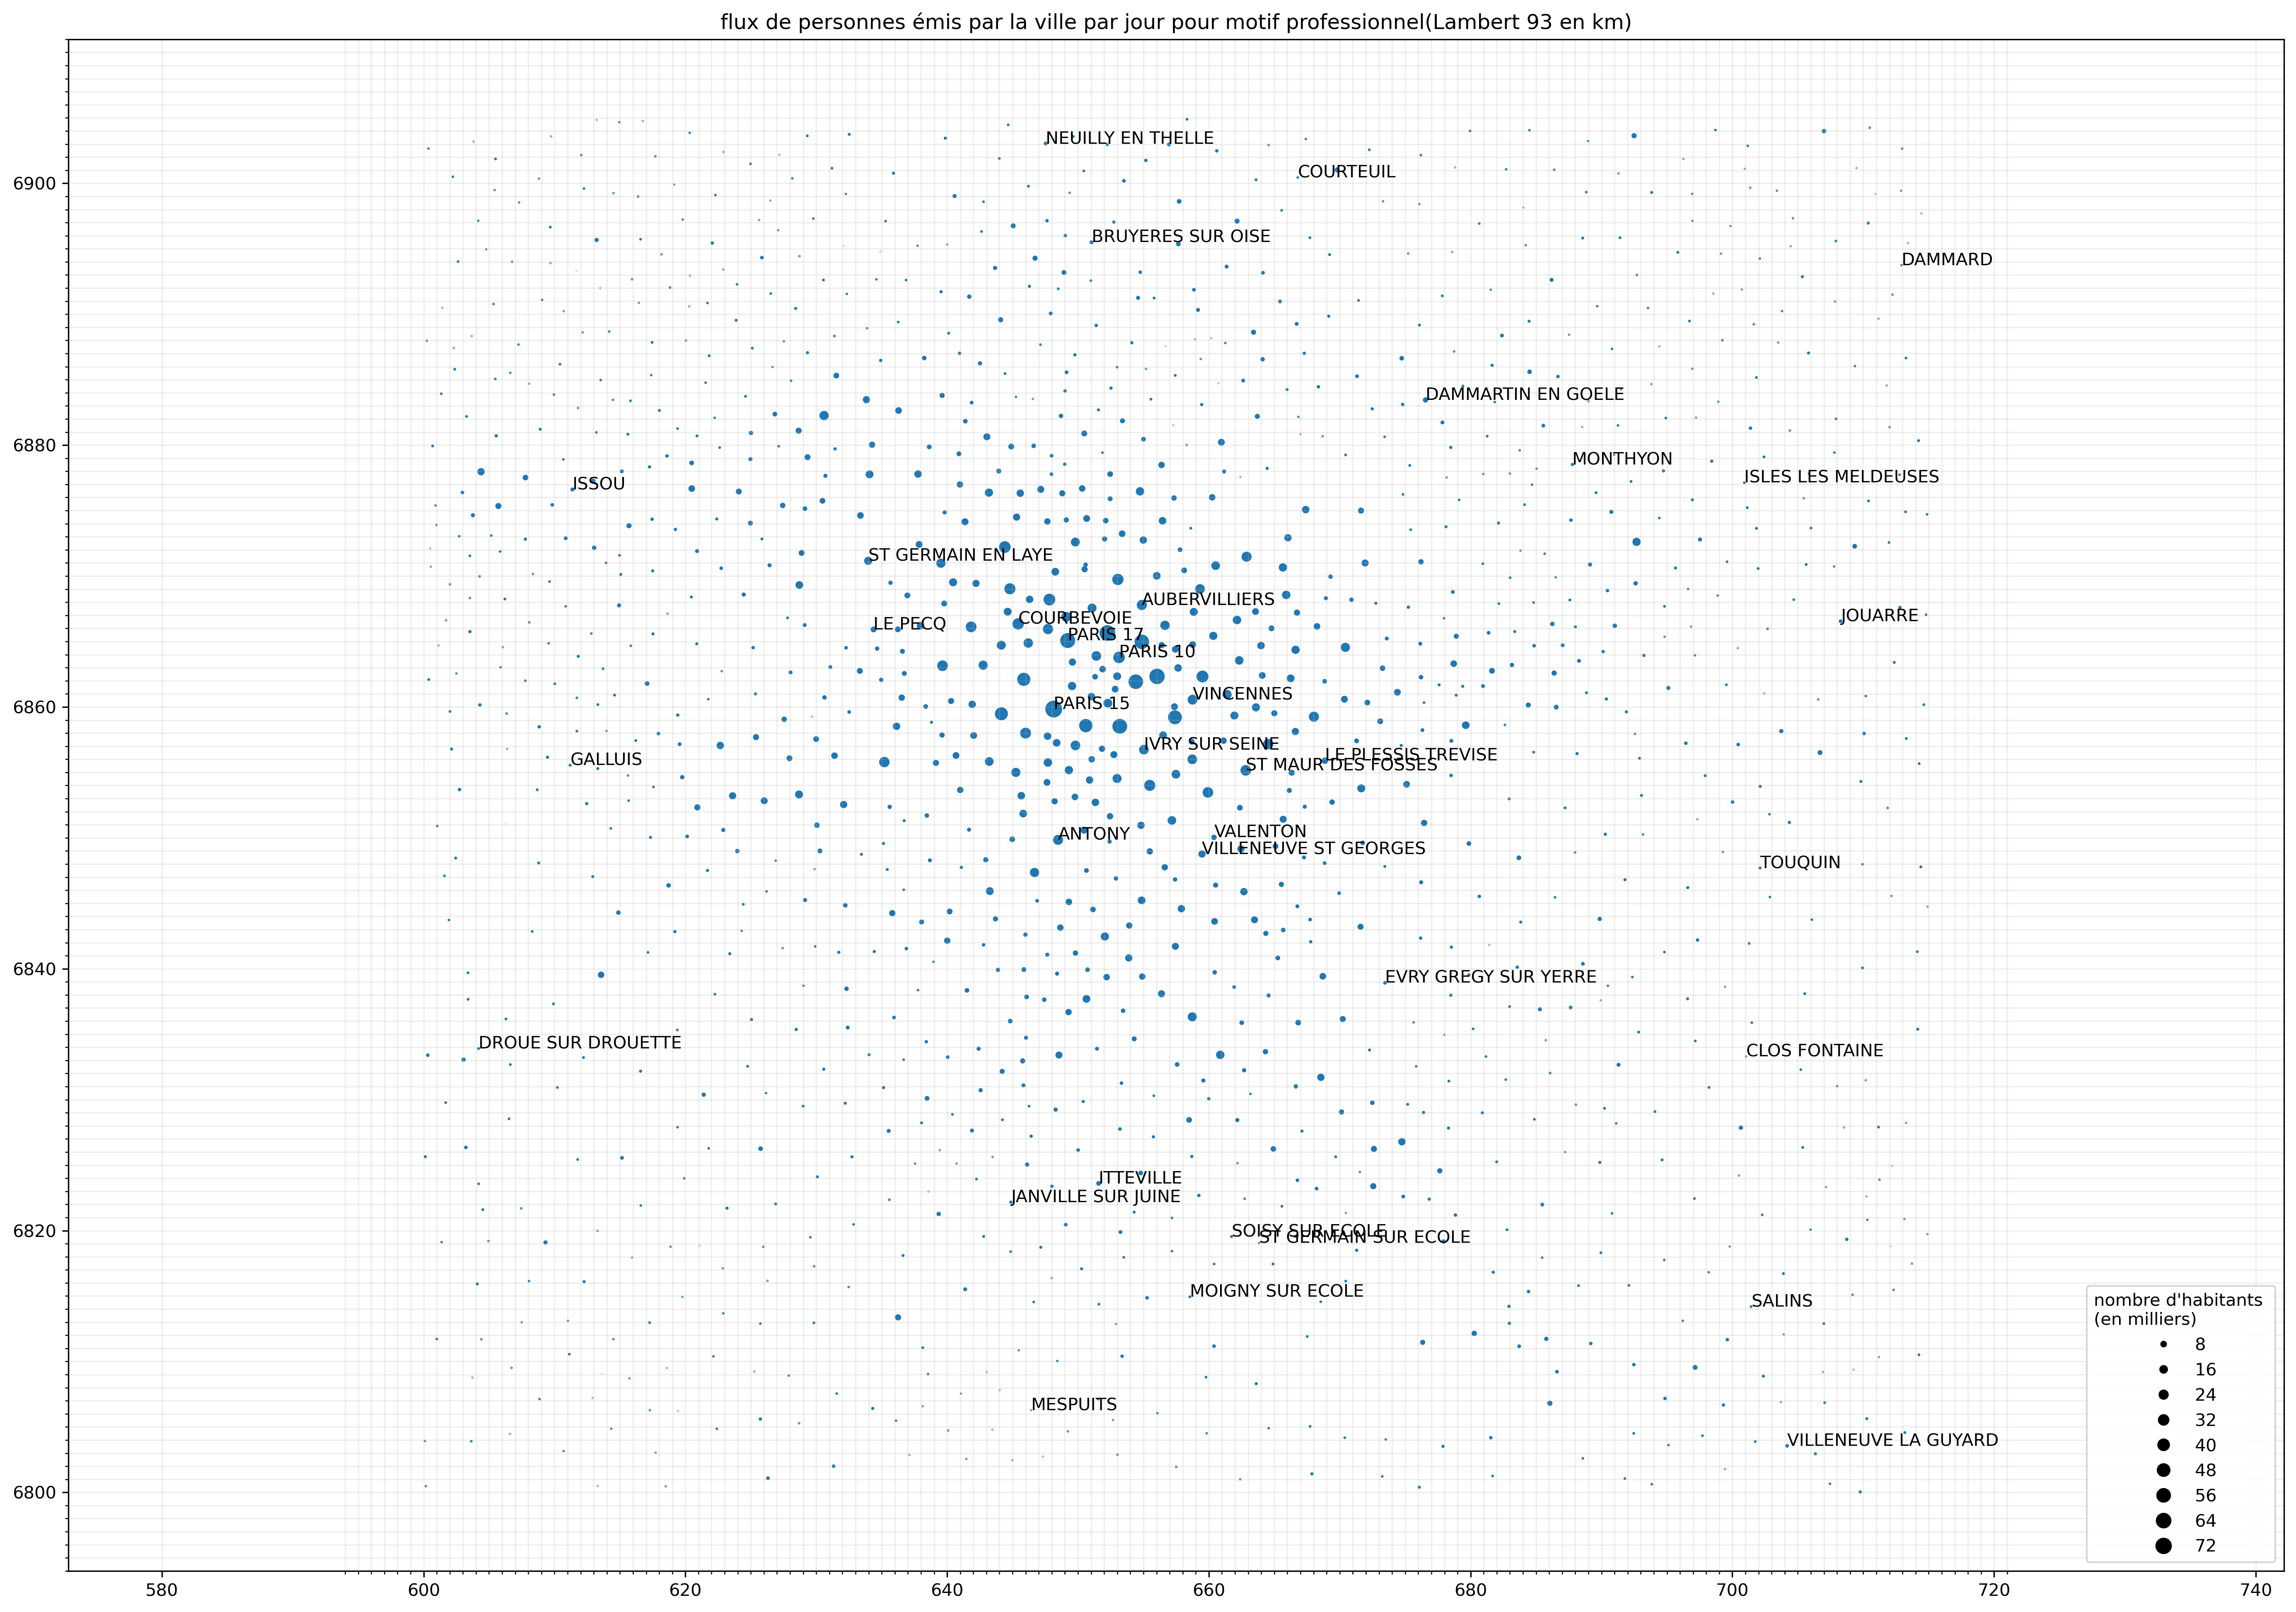 flux de personnes émis par la ville par jour pour motif professionnel(Lambert 93 en km)
NEUILLY EN THELLE
6900
COURTEUIL
BRUYERES SUR OISE
DAMMARD
DAMMARTIN EN GOELE
6880
MONTHYON
ISLES LES MELDEUSES
ISSOU
ST GERMAIN EN LAYE
AUBERVILLIERS
JOUARRE
COURBEVOIE
LE PECQ
PARIS 17
PARIS 10
VINCENNES
6860
PARIS 15
IVRY SUR SEINE
LE PLESSIS TREVISE
GALLUIS
ST MAUR DES FOSSES
VALENTON
ANTONY
VILLENEUVE ST GEORGES
TOUQUIN
6840
EVRY GREGY SUR YERRE
DROUE SUR DROUETTE
CLOS FONTAINE
ITTEVILLE
JANVILLE SUR JUINE
6820
SOISY SUR ECOLE
ST GERMAIN SUR ECOLE
MOIGNY SUR ECOLE
SALINS
MESPUITS
VILLENEUVE LA GUYARD
6800
nombre d'habitants
(en milliers)
8
16
24
32
40
48
56
64
72
580 600 620 640 660 680 700 720 740